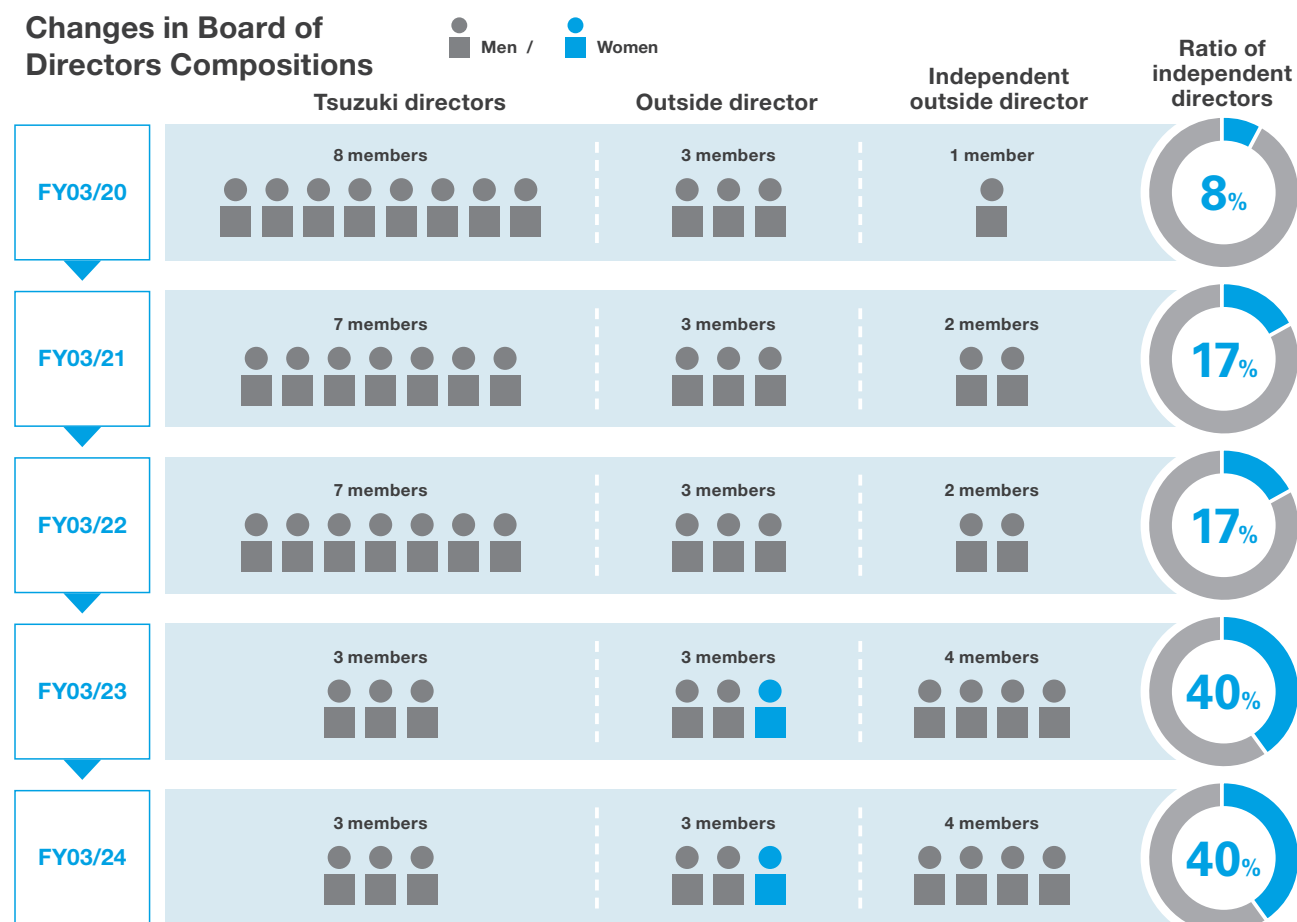 Changes in Board of
Directors Compositions
Men /
Women
Tsuzuki directors
Outside director
Independent
outside director
Ratio of
independent
directors
FY03/20
8 members
3 members
1 member
8%
FY03/21
7 members
3 members
2 members
17%
FY03/22
7 members
3 members
2 members
17%
FY03/23
3 members
3 members
4 members
40%
FY03/24
3 members
3 members
4 members
40%